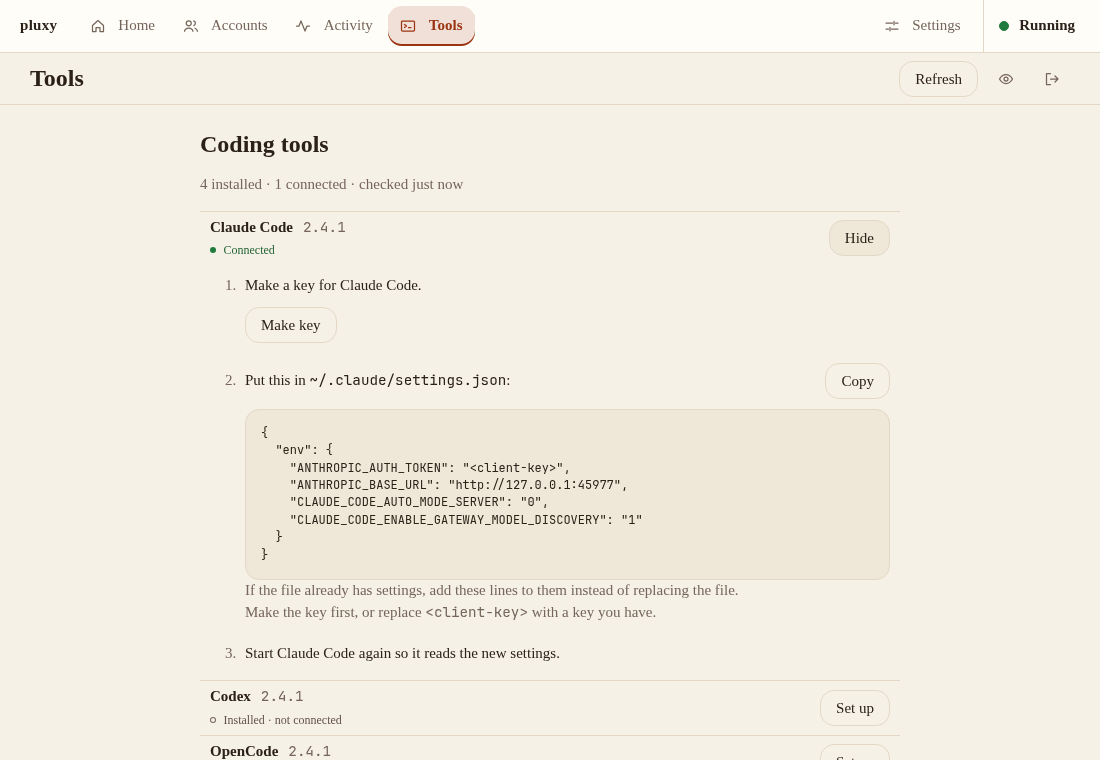 pluxy
Home
Accounts
Activity
Tools
Settings
Running
Tools
Refresh
Coding tools
4 installed · 1 connected · checked just now
Claude Code 2.4.1
Connected
Hide
1. Make a key for Claude Code.
Make key
2. Put this in ~/.claude/settings.json:
Copy
{
  "env": {
    "ANTHROPIC_AUTH_TOKEN": "<client-key>",
    "ANTHROPIC_BASE_URL": "http://127.0.0.1:45977",
    "CLAUDE_CODE_AUTO_MODE_SERVER": "0",
    "CLAUDE_CODE_ENABLE_GATEWAY_MODEL_DISCOVERY": "1"
  }
}
If the file already has settings, add these lines to them instead of replacing the file.
Make the key first, or replace <client-key> with a key you have.
3. Start Claude Code again so it reads the new settings.
Codex 2.4.1
Installed · not connected
Set up
OpenCode 2.4.1